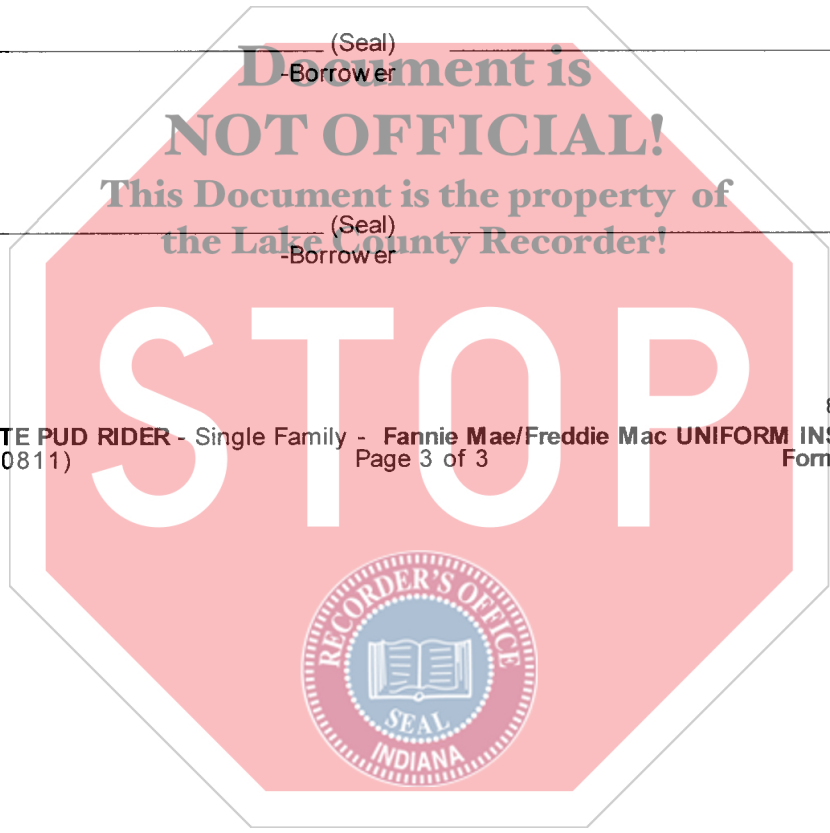 (Seal)
-Borrower
Document is
NOT OFFICIAL!
This Document is the property of
the Lake County Recorder!
(Seal)
-Borrower
STOP
TE PUD RIDER - Single Family - Fannie Mae/Freddie Mac UNIFORM INS
0811)
Page 3 of 3
Form
RECORDER'S OFFICE
SEAL
INDIANA